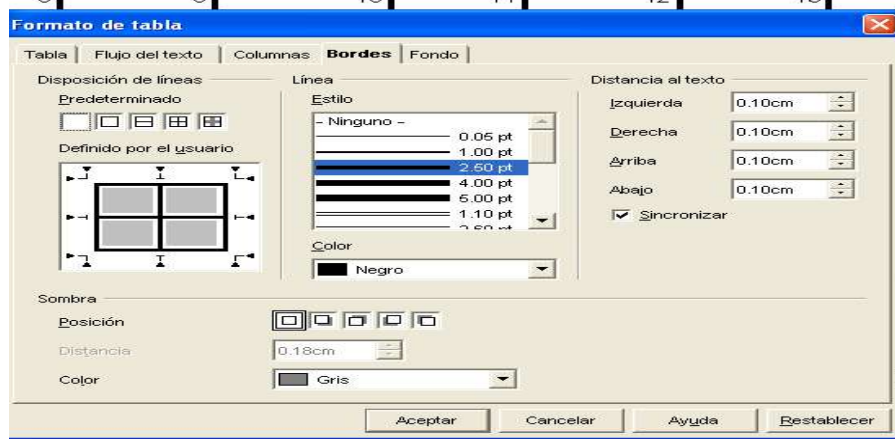 Formato de tabla
Tabla Flujo del texto Columnas Bordes Fondo
Disposición de líneas Línea Distancia al texto
Predeterminado Estilo Izquierda 0.10cm
- Ninguno -
0.05 pt
Definido por el usuario 1.00 pt Derecha 0.10cm
2.50 pt
4.00 pt Arriba 0.10cm
5.00 pt
1.10 pt Abajo 0.10cm
Sincronizar
Color
Negro
Sombra
Posición
Distancia 0.18cm
Color Gris
Aceptar Cancelar Ayuda Restablecer